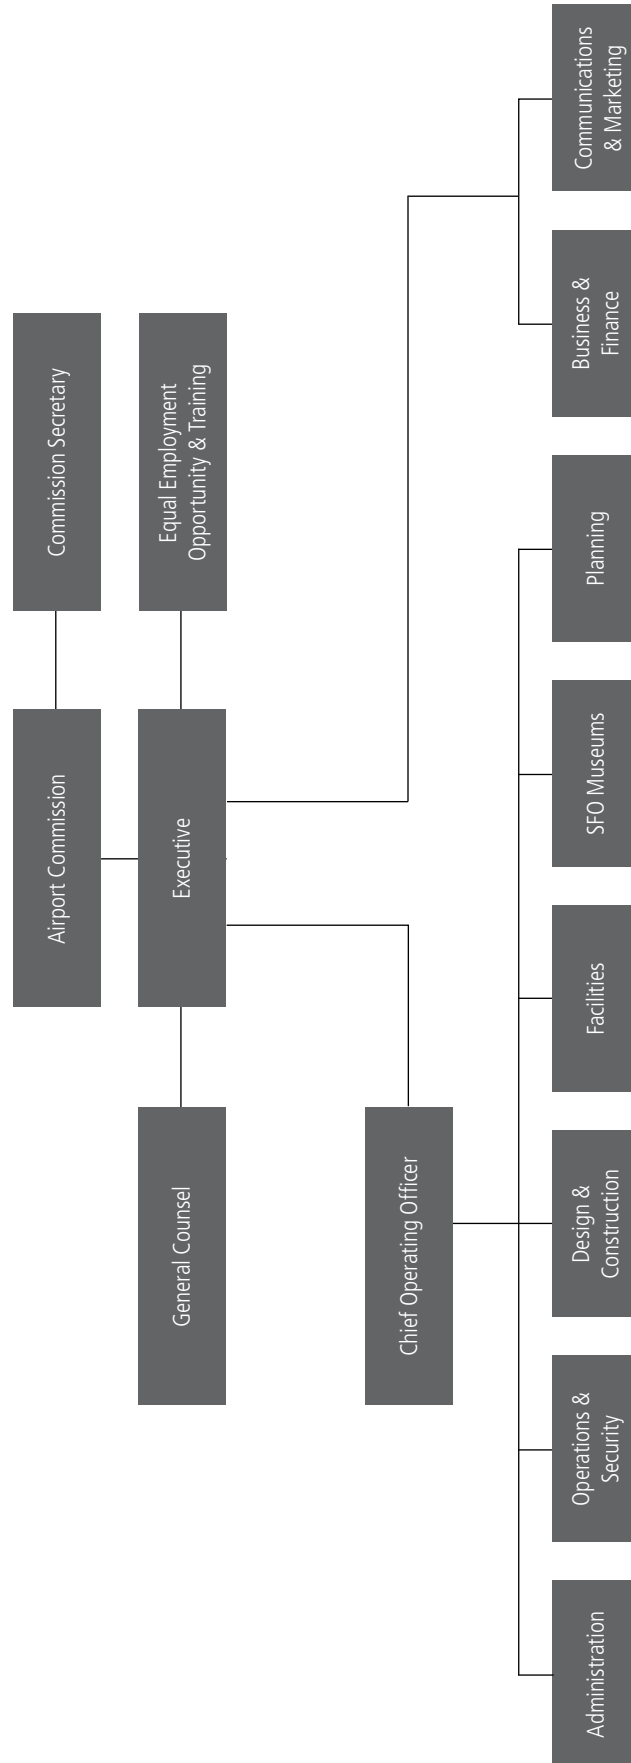 Airport Commission
Commission Secretary
General Counsel
Executive
Equal Employment
Opportunity & Training
Chief Operating Officer
Administration
Operations &
Security
Design &
Construction
Facilities
SFO Museums
Planning
Business &
Finance
Communications
& Marketing